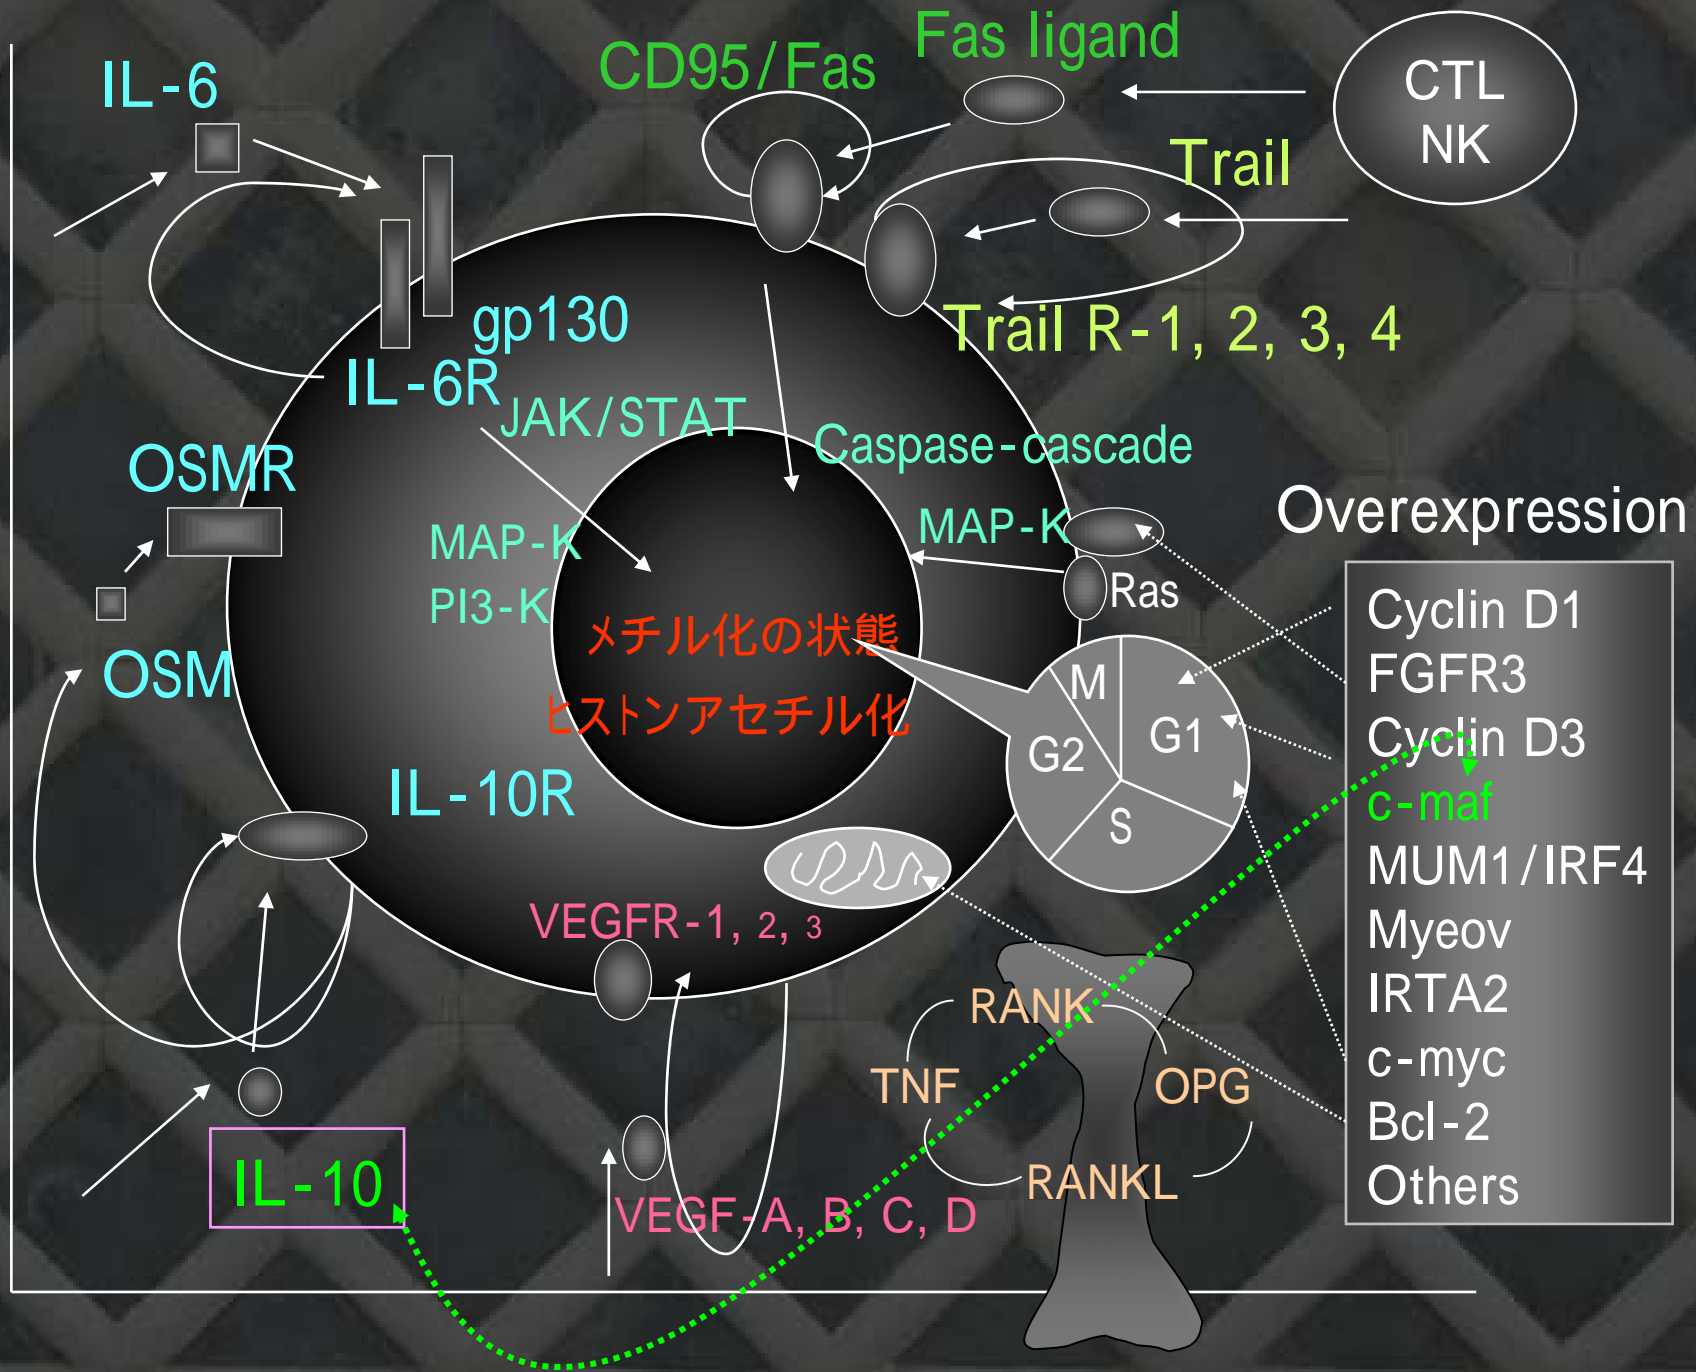 Fas ligand
CD95/Fas
CTL
NK
IL-6
Trail
gp130
Trail R-1, 2, 3, 4
IL-6R
JAK/STAT
Caspase-cascade
OSMR
Overexpression
MAP-K
MAP-K
PI3-K
Ras
メチル化の状態
ヒストンアセチル化
OSM
M
G1
G2
S
Cyclin D1
FGFR3
Cyclin D3
c-maf
MUM1/IRF4
Myeov
IRTA2
c-myc
Bcl-2
Others
IL-10R
VEGFR-1, 2, 3
RANK
TNF
OPG
RANKL
IL-10
VEGF-A, B, C, D